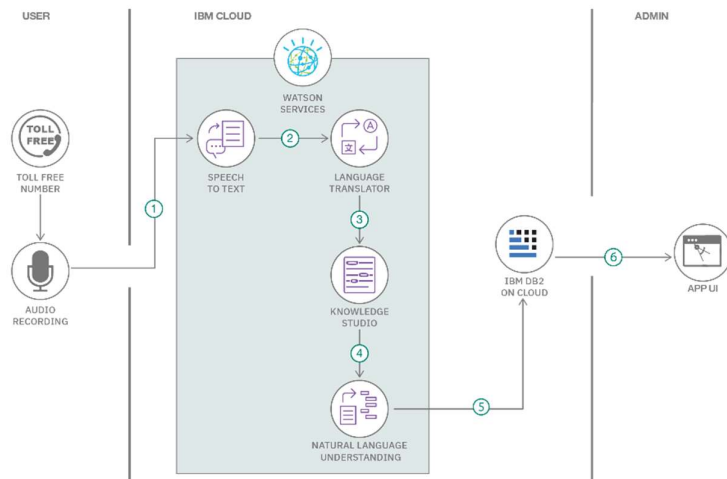 USER
IBM CLOUD
ADMIN
WATSON
SERVICES
TOLL
FREE
TOLL FREE
NUMBER
1
SPEECH
TO TEXT
2
A
文
LANGUAGE
TRANSLATOR
3
AUDIO
RECORDING
KNOWLEDGE
STUDIO
4
NATURAL LANGUAGE
UNDERSTANDING
5
IBM DB2
ON CLOUD
6
APP UI